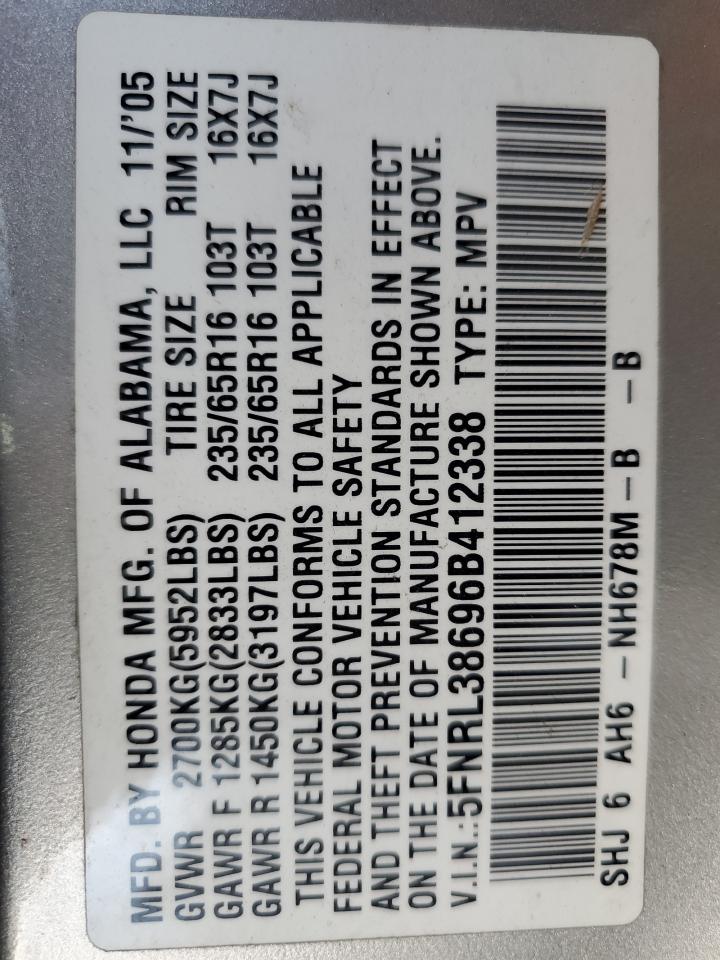 MFD. BY HONDA MFG. OF ALABAMA, LLC 11/'05
GVWR 2700KG(5952LBS) TIRE SIZE RIM SIZE
GAWR F 1285KG(2833LBS) 235/65R16 103T 16X7J
GAWR R 1450KG(3197LBS) 235/65R16 103T 16X7J
THIS VEHICLE CONFORMS TO ALL APPLICABLE
FEDERAL MOTOR VEHICLE SAFETY
AND THEFT PREVENTION STANDARDS IN EFFECT
ON THE DATE OF MANUFACTURE SHOWN ABOVE.
V.I.N.:5FNRL38696B412338 TYPE: MPV
SHJ 6 AH6 -NH678M-B -B